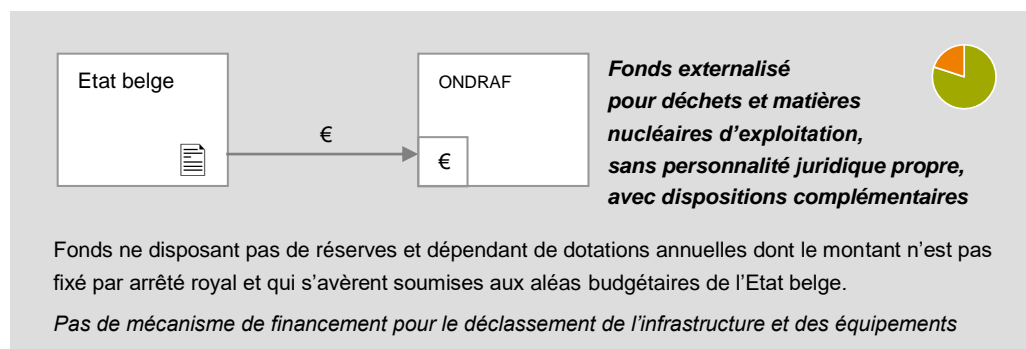 Etat belge
€
ONDRAF
€
Fonds externalisé
pour déchets et matières
nucléaires d'exploitation,
sans personnalité juridique propre,
avec dispositions complémentaires
Fonds ne disposant pas de réserves et dépendant de dotations annuelles dont le montant n'est pas
fixé par arrêté royal et qui s'avèrent soumises aux aléas budgétaires de l'Etat belge.
Pas de mécanisme de financement pour le déclassement de l'infrastructure et des équipements